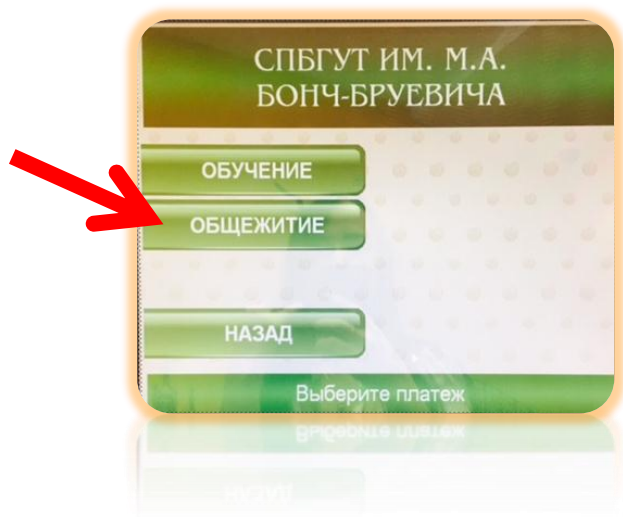 СПБГУТ ИМ. М.А.
БОНЧ-БРУЕВИЧА
ОБУЧЕНИЕ
ОБЩЕЖИТИЕ
НАЗАД
Выберите платеж